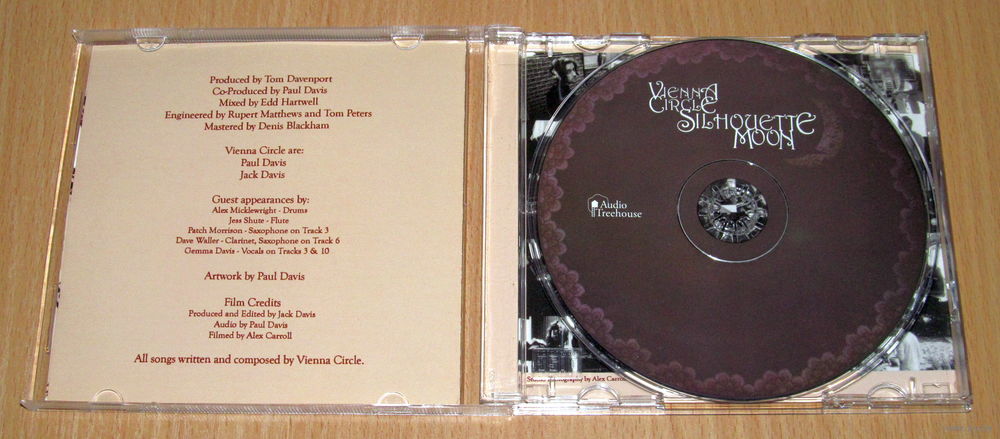 Produced by Tom Davenport
Co-Produced by Paul Davis
Mixed by Edd Hartwell
Engineered by Rupert Matthews and Tom Peters
Mastered by Denis Blackham
Vienna Circle are:
Paul Davis
Jack Davis
Guest appearances by:
Alex Micklewright - Drums
Jess Shute - Flute
Patch Morrison - Saxophone on Track 3
Dave Waller - Clarinet, Saxophone on Track 6
Gemma Davis - Vocals on Tracks 3 & 10
Artwork by Paul Davis
Film Credits
Produced and Edited by Jack Davis
Audio by Paul Davis
Filmed by Alex Carroll
All songs written and composed by Vienna Circle.
VIENNA
CIRCLE
SILHOUETTE
MOON
Audio
Treehouse
by Alex Carro